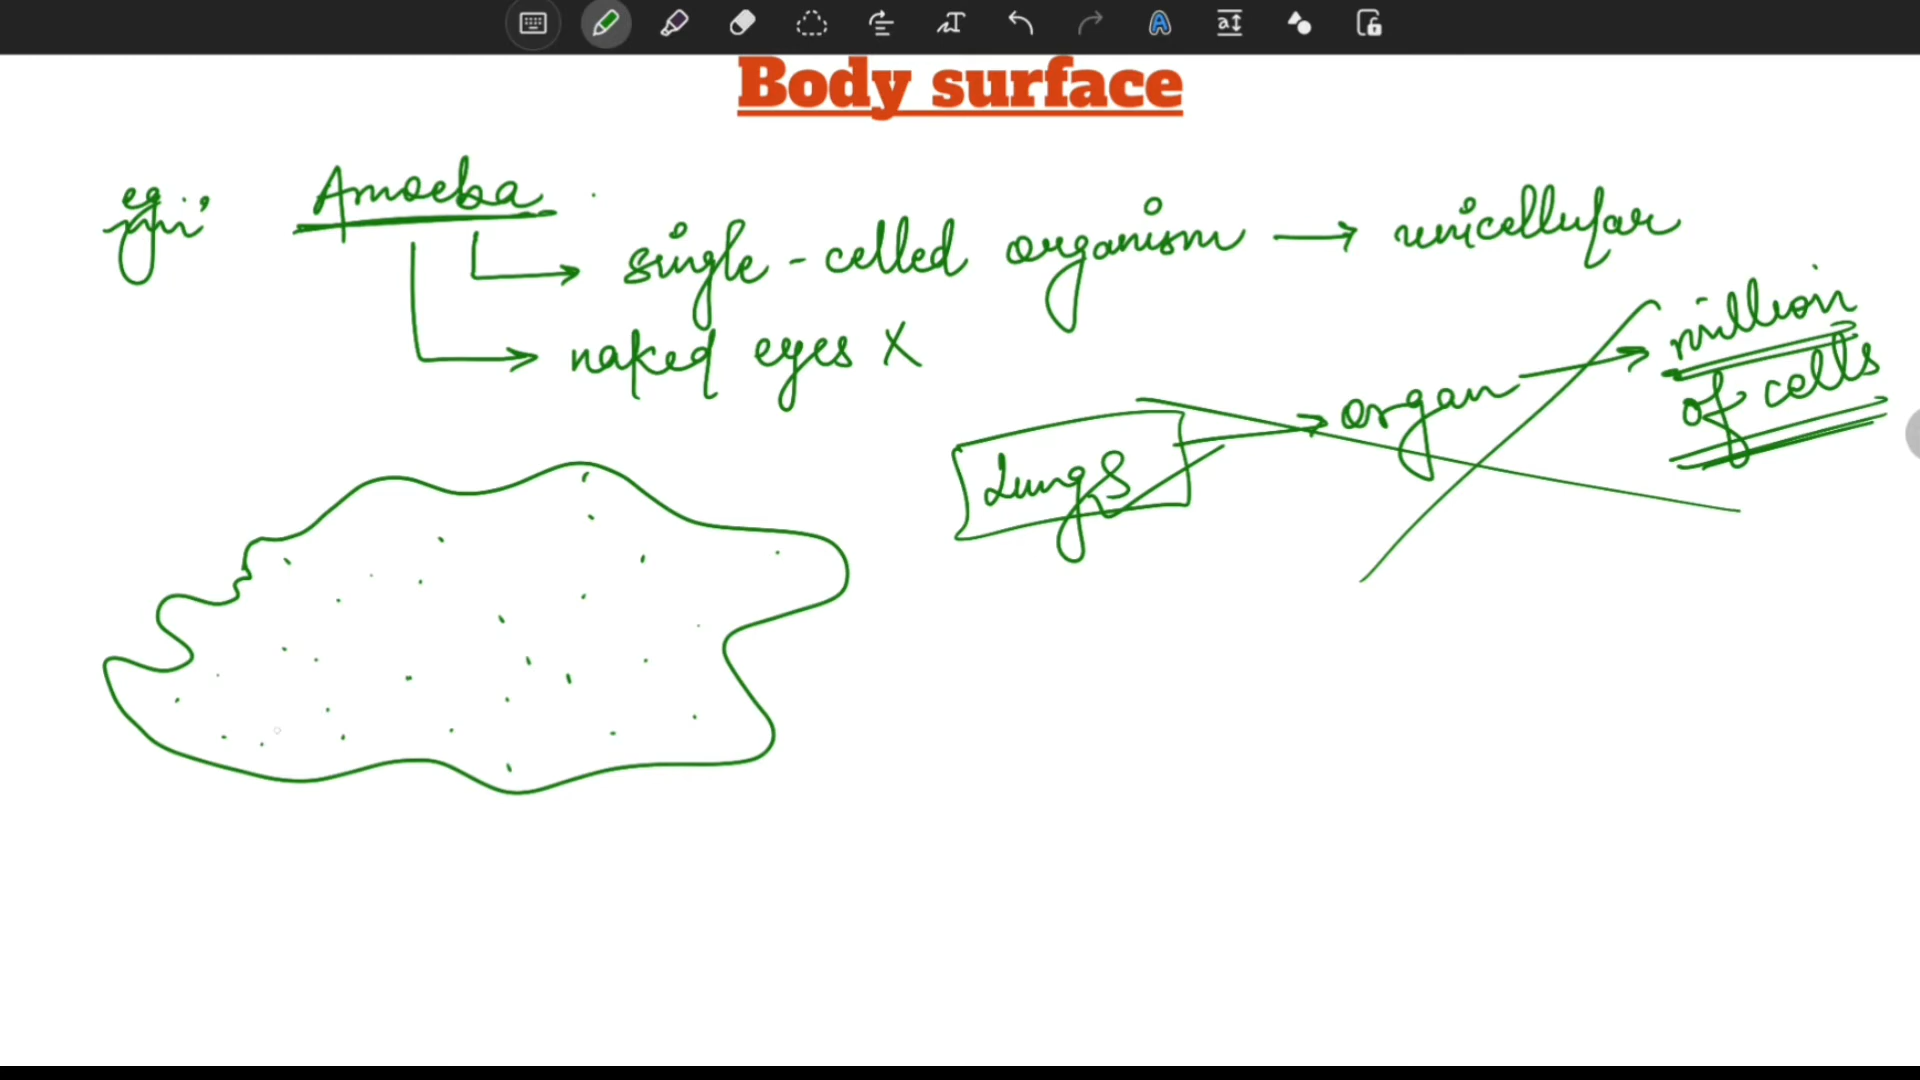 Body surface
eg:
Amoeba
single-celled organism → unicellular
naked eyes X
Lungs → organ → million of cells